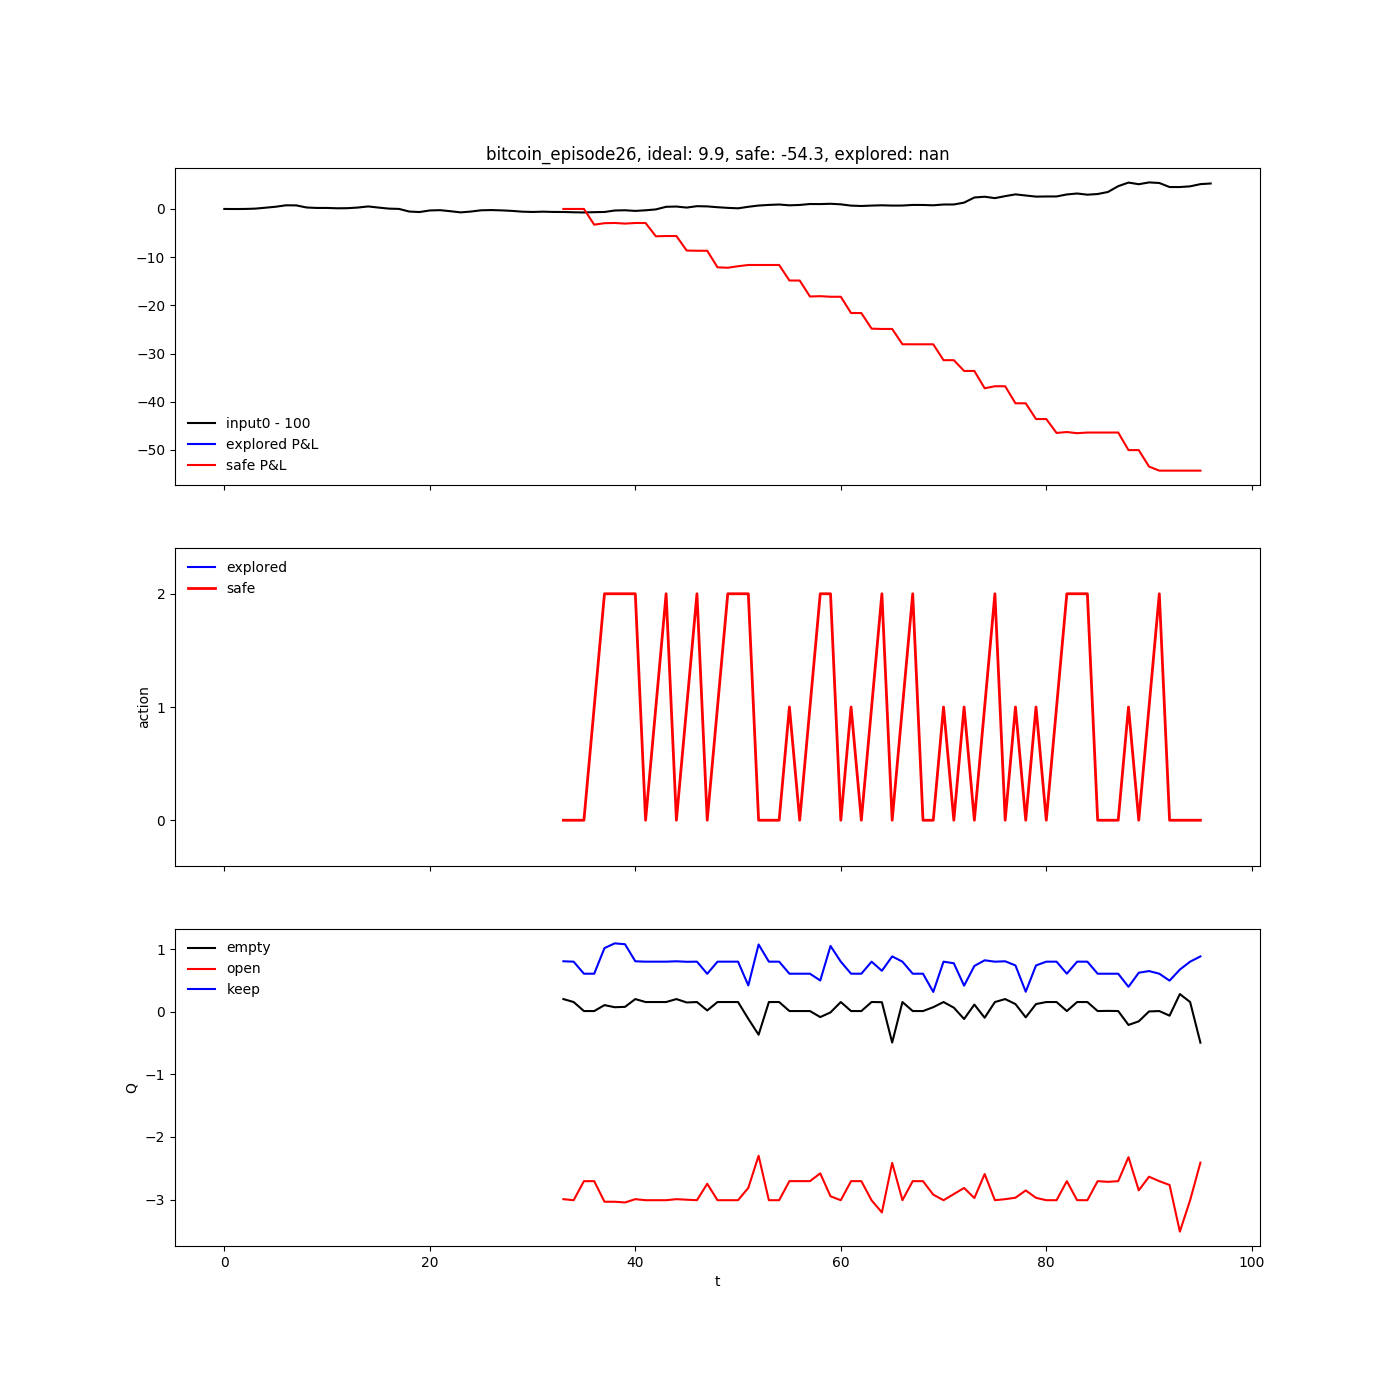 bitcoin_episode26, ideal: 9.9, safe: -54.3, explored: nan
0
−10
−20
−30
−40
−50
input0 - 100
explored P&L
safe P&L
explored
safe
2
1
0
action
empty
open
keep
1
0
−1
−2
−3
Q
0 20 40 60 80 100
t